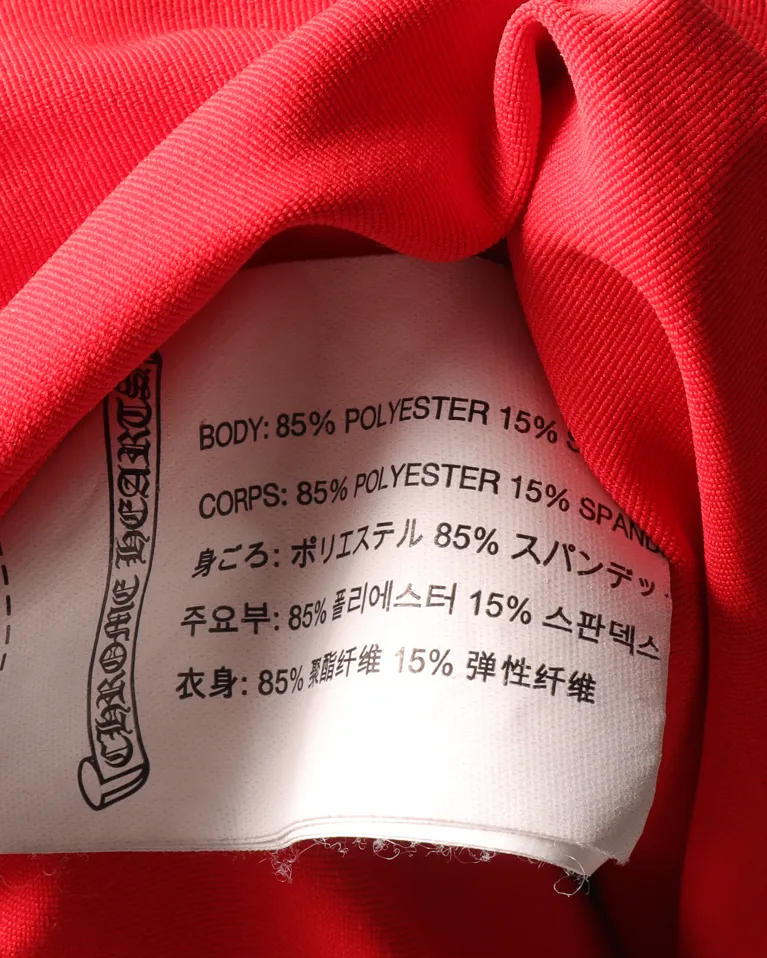 CHROME HEARTS
BODY: 85% POLYESTER 15%
CORPS: 85% POLYESTER 15% SPAND
身ごろ: ポリエステル 85% スパンデッ
주요부: 85% 폴리에스터 15% 스판덱스
衣身: 85% 聚酯纤维 15% 弹性纤维